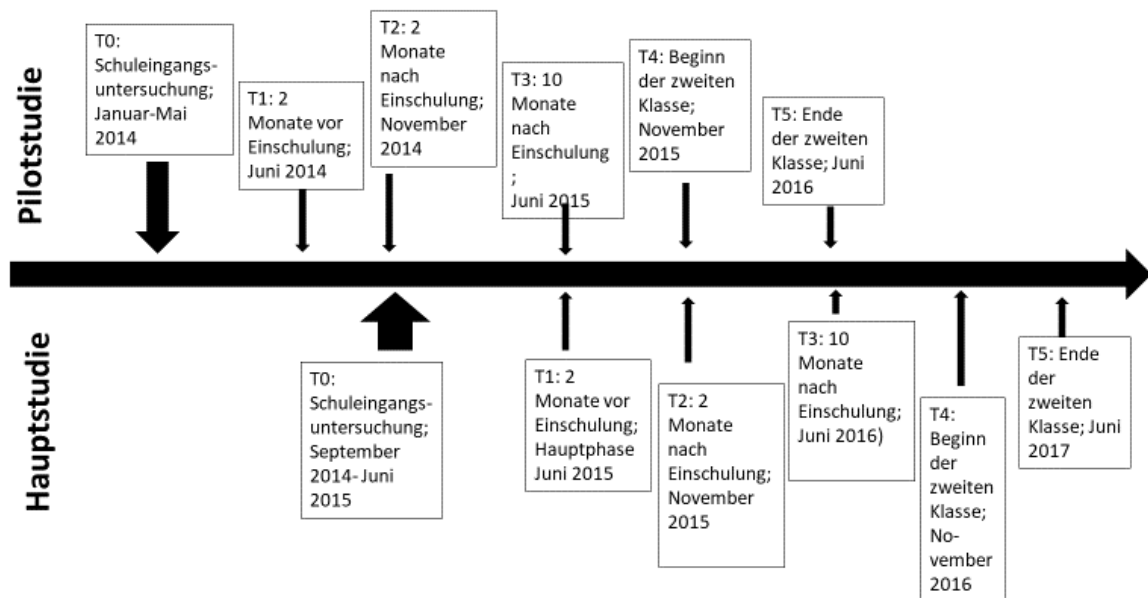 Pilotstudie
T0:
Schuleingangs-
untersuchung;
Januar-Mai
2014
T1: 2
Monate vor
Einschulung;
Juni 2014
T2: 2
Monate
nach
Einschulung;
November
2014
T3: 10
Monate
nach
Einschulung
;
Juni 2015
T4: Beginn
der zweiten
Klasse;
November
2015
T5: Ende
der zweiten
Klasse; Juni
2016
Hauptstudie
T0:
Schuleingangs-
untersuchung;
September
2014- Juni
2015
T1: 2
Monate vor
Einschulung;
Hauptphase
Juni 2015
T2: 2
Monate
nach
Einschulung;
November
2015
T3: 10
Monate
nach
Einschulung;
Juni 2016)
T4:
Beginn
der
zweiten
Klasse;
No-
vember
2016
T5: Ende
der
zweiten
Klasse; Juni
2017